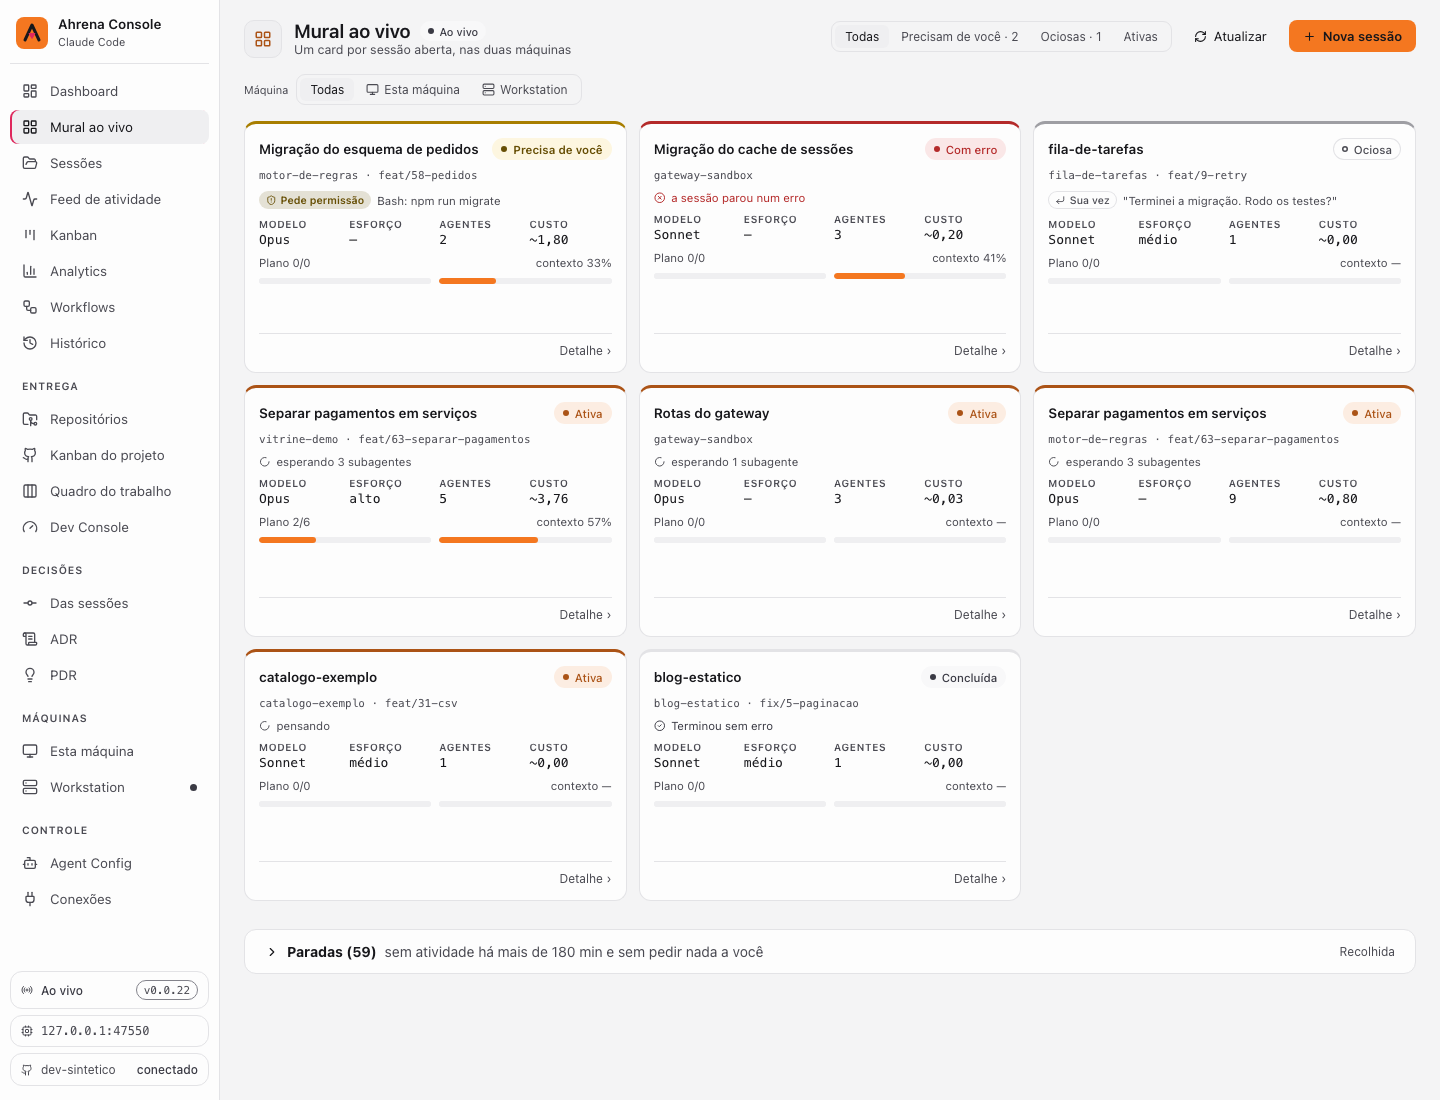 Ahrena Console
Claude Code
Dashboard
Mural ao vivo
Sessões
Feed de atividade
Kanban
Analytics
Workflows
Histórico
ENTREGA
Repositórios
Kanban do projeto
Quadro do trabalho
Dev Console
DECISÕES
Das sessões
ADR
PDR
MÁQUINAS
Esta máquina
Workstation
CONTROLE
Agent Config
Conexões
Ao vivo v0.0.22
127.0.0.1:47550
dev-sintetico conectado
Mural ao vivo Ao vivo
Um card por sessão aberta, nas duas máquinas
Todas Precisam de você · 2 Ociosas · 1 Ativas
Atualizar
+ Nova sessão
Máquina Todas Esta máquina Workstation
Migração do esquema de pedidos Precisa de você
motor-de-regras · feat/58-pedidos
Pede permissão Bash: npm run migrate
MODELO ESFORÇO AGENTES CUSTO
Opus — 2 ~1,80
Plano 0/0 contexto 33%
Detalhe ›
Migração do cache de sessões Com erro
gateway-sandbox
a sessão parou num erro
MODELO ESFORÇO AGENTES CUSTO
Sonnet — 3 ~0,20
Plano 0/0 contexto 41%
Detalhe ›
fila-de-tarefas Ociosa
fila-de-tarefas · feat/9-retry
Sua vez "Terminei a migração. Rodo os testes?"
MODELO ESFORÇO AGENTES CUSTO
Sonnet médio 1 ~0,00
Plano 0/0 contexto —
Detalhe ›
Separar pagamentos em serviços Ativa
vitrine-demo · feat/63-separar-pagamentos
esperando 3 subagentes
MODELO ESFORÇO AGENTES CUSTO
Opus alto 5 ~3,76
Plano 2/6 contexto 57%
Detalhe ›
Rotas do gateway Ativa
gateway-sandbox
esperando 1 subagente
MODELO ESFORÇO AGENTES CUSTO
Opus — 3 ~0,03
Plano 0/0 contexto —
Detalhe ›
Separar pagamentos em serviços Ativa
motor-de-regras · feat/63-separar-pagamentos
esperando 3 subagentes
MODELO ESFORÇO AGENTES CUSTO
Opus — 9 ~0,80
Plano 0/0 contexto —
Detalhe ›
catalogo-exemplo Ativa
catalogo-exemplo · feat/31-csv
pensando
MODELO ESFORÇO AGENTES CUSTO
Sonnet médio 1 ~0,00
Plano 0/0 contexto —
Detalhe ›
blog-estatico Concluída
blog-estatico · fix/5-paginacao
Terminou sem erro
MODELO ESFORÇO AGENTES CUSTO
Sonnet médio 1 ~0,00
Plano 0/0 contexto —
Detalhe ›
Paradas (59) sem atividade há mais de 180 min e sem pedir nada a você Recolhida